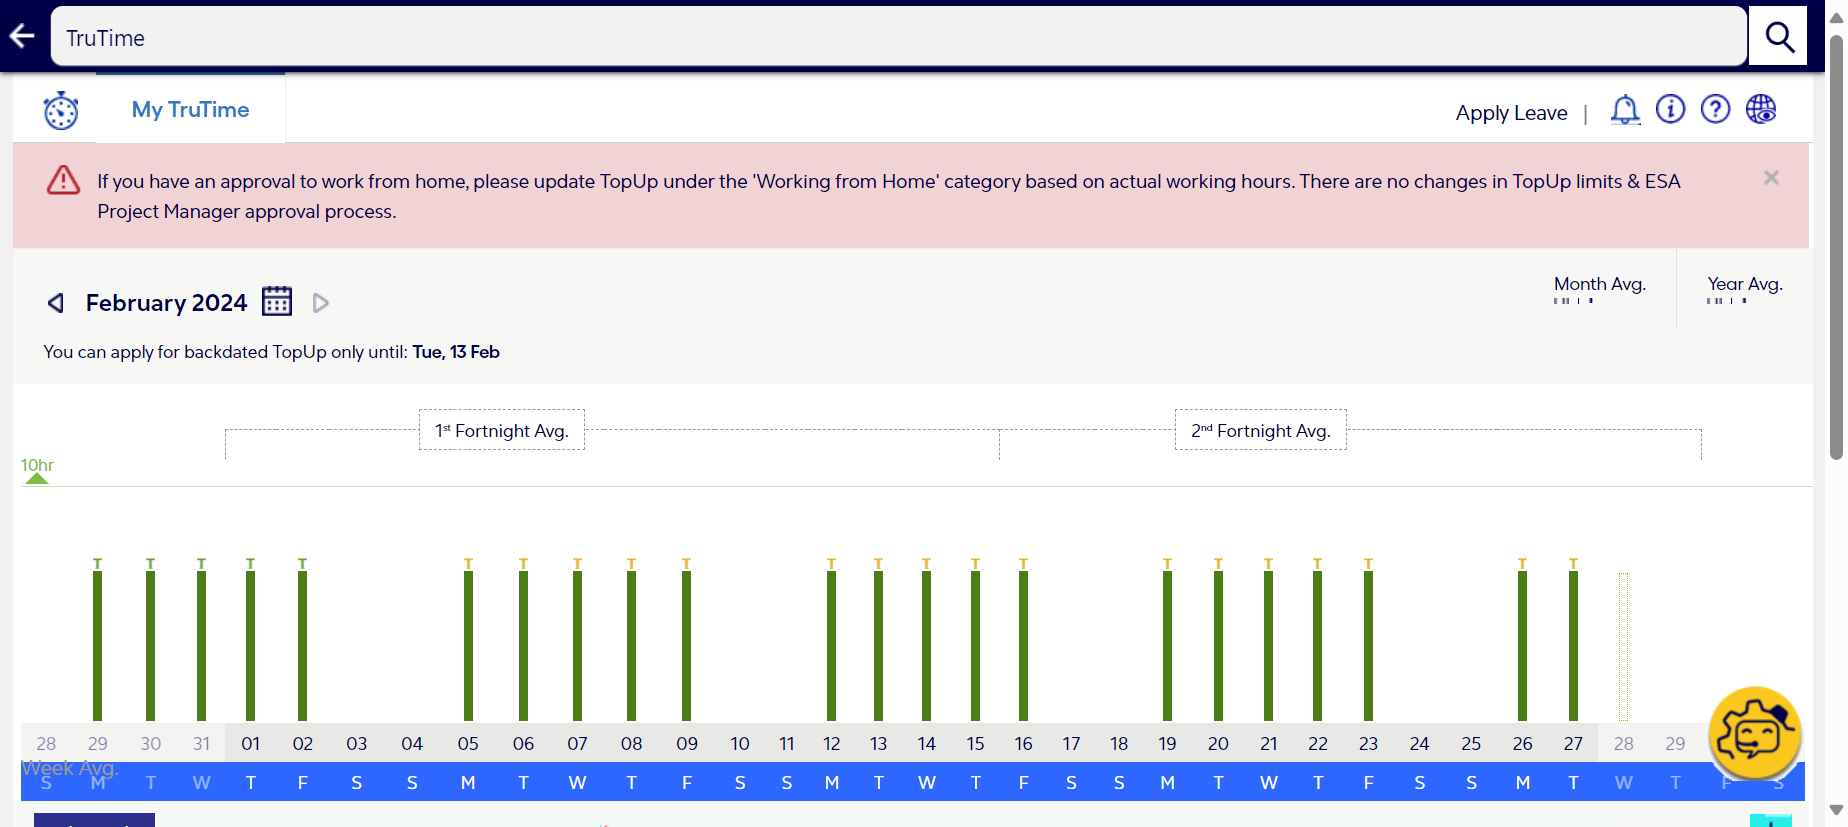 TruTime
My TruTime
Apply Leave |
If you have an approval to work from home, please update TopUp under the 'Working from Home' category based on actual working hours. There are no changes in TopUp limits & ESA
Project Manager approval process.
Month Avg.
Year Avg.
February 2024
You can apply for backdated TopUp only until: Tue, 13 Feb
1st Fortnight Avg.
2nd Fortnight Avg.
10hr
T T T T T T T T T T T T T T T T T T T T T T
28 29 30 31 01 02 03 04 05 06 07 08 09 10 11 12 13 14 15 16 17 18 19 20 21 22 23 24 25 26 27 28 29
Week Avg.
S M T W T F S S M T W T F S S M T W T F S S M T W T F S S M T W T F S